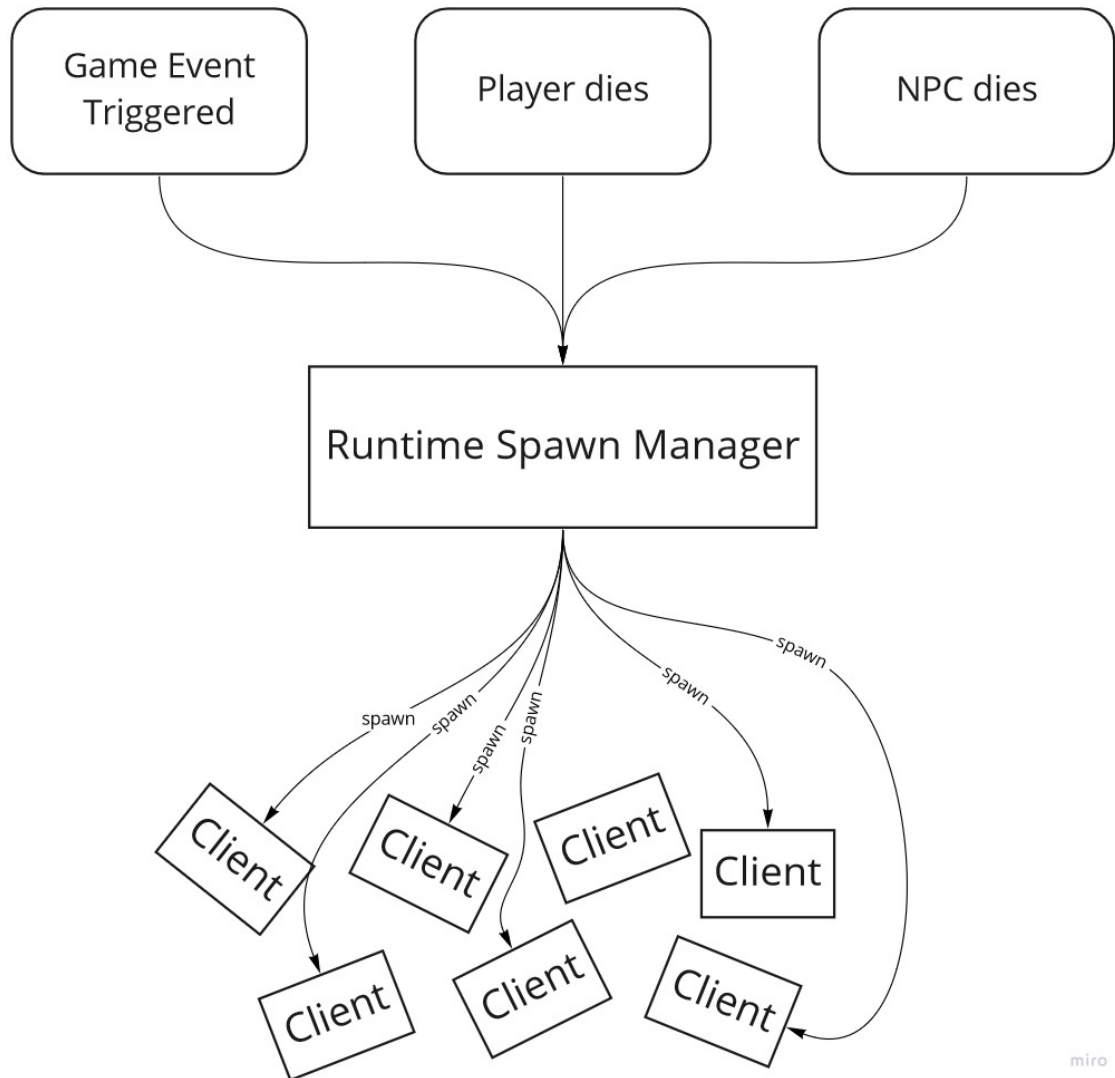 Game Event
Triggered
Player dies
NPC dies
Runtime Spawn Manager
spawn
spawn
spawn
spawn
spawn
spawn
Client
Client
Client
Client
Client
Client
Client
miro